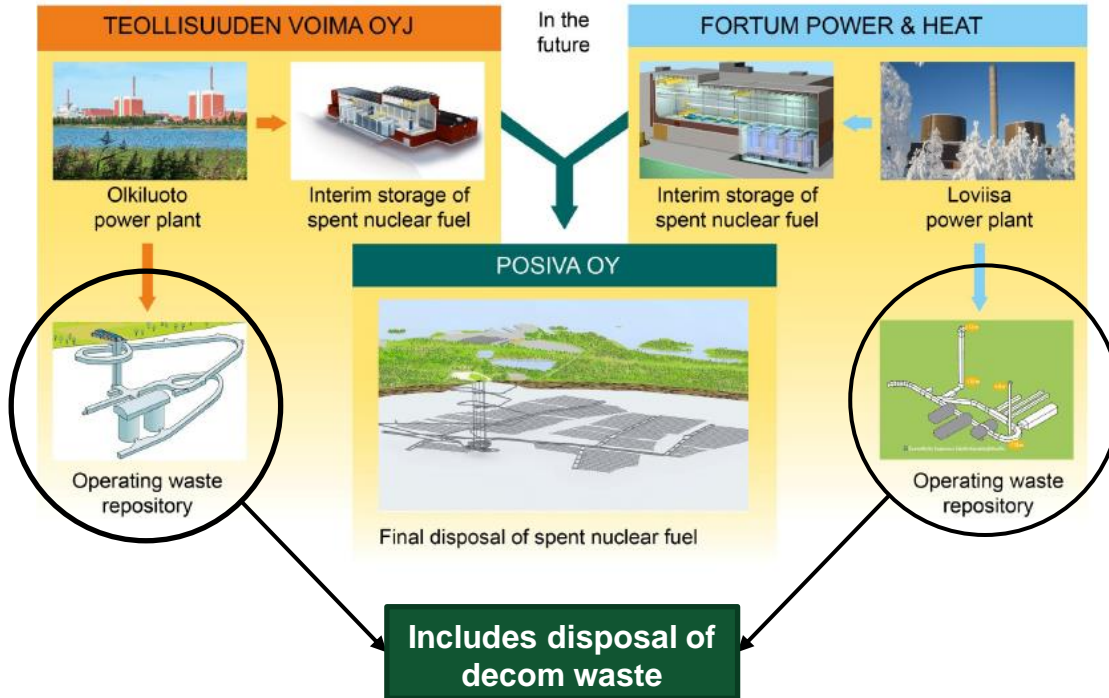 TEOLLISUUDEN VOIMA OYJ
In the
future
FORTUM POWER & HEAT
Olkiluoto
power plant
Interim storage of
spent nuclear fuel
Interim storage of
spent nuclear fuel
Loviisa
power plant
POSIVA OY
Operating waste
repository
Final disposal of spent nuclear fuel
Operating waste
repository
Includes disposal of
decom waste